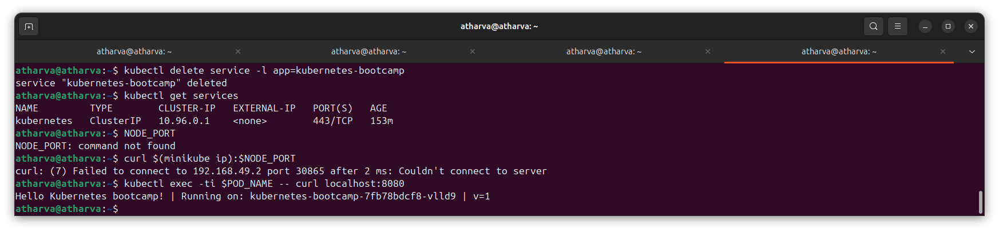 atharva@atharva: ~
atharva@atharva: ~
atharva@atharva: ~
atharva@atharva: ~
atharva@atharva: ~
atharva@atharva:~$ kubectl delete service -l app=kubernetes-bootcamp
service "kubernetes-bootcamp" deleted
atharva@atharva:~$ kubectl get services
NAME         TYPE        CLUSTER-IP   EXTERNAL-IP   PORT(S)   AGE
kubernetes   ClusterIP   10.96.0.1    <none>        443/TCP   153m
atharva@atharva:~$ NODE_PORT
NODE_PORT: command not found
atharva@atharva:~$ curl $(minikube ip):$NODE_PORT
curl: (7) Failed to connect to 192.168.49.2 port 30865 after 2 ms: Couldn't connect to server
atharva@atharva:~$ kubectl exec -ti $POD_NAME -- curl localhost:8080
Hello Kubernetes bootcamp! | Running on: kubernetes-bootcamp-7fb78bdcf8-vlld9 | v=1
atharva@atharva:~$